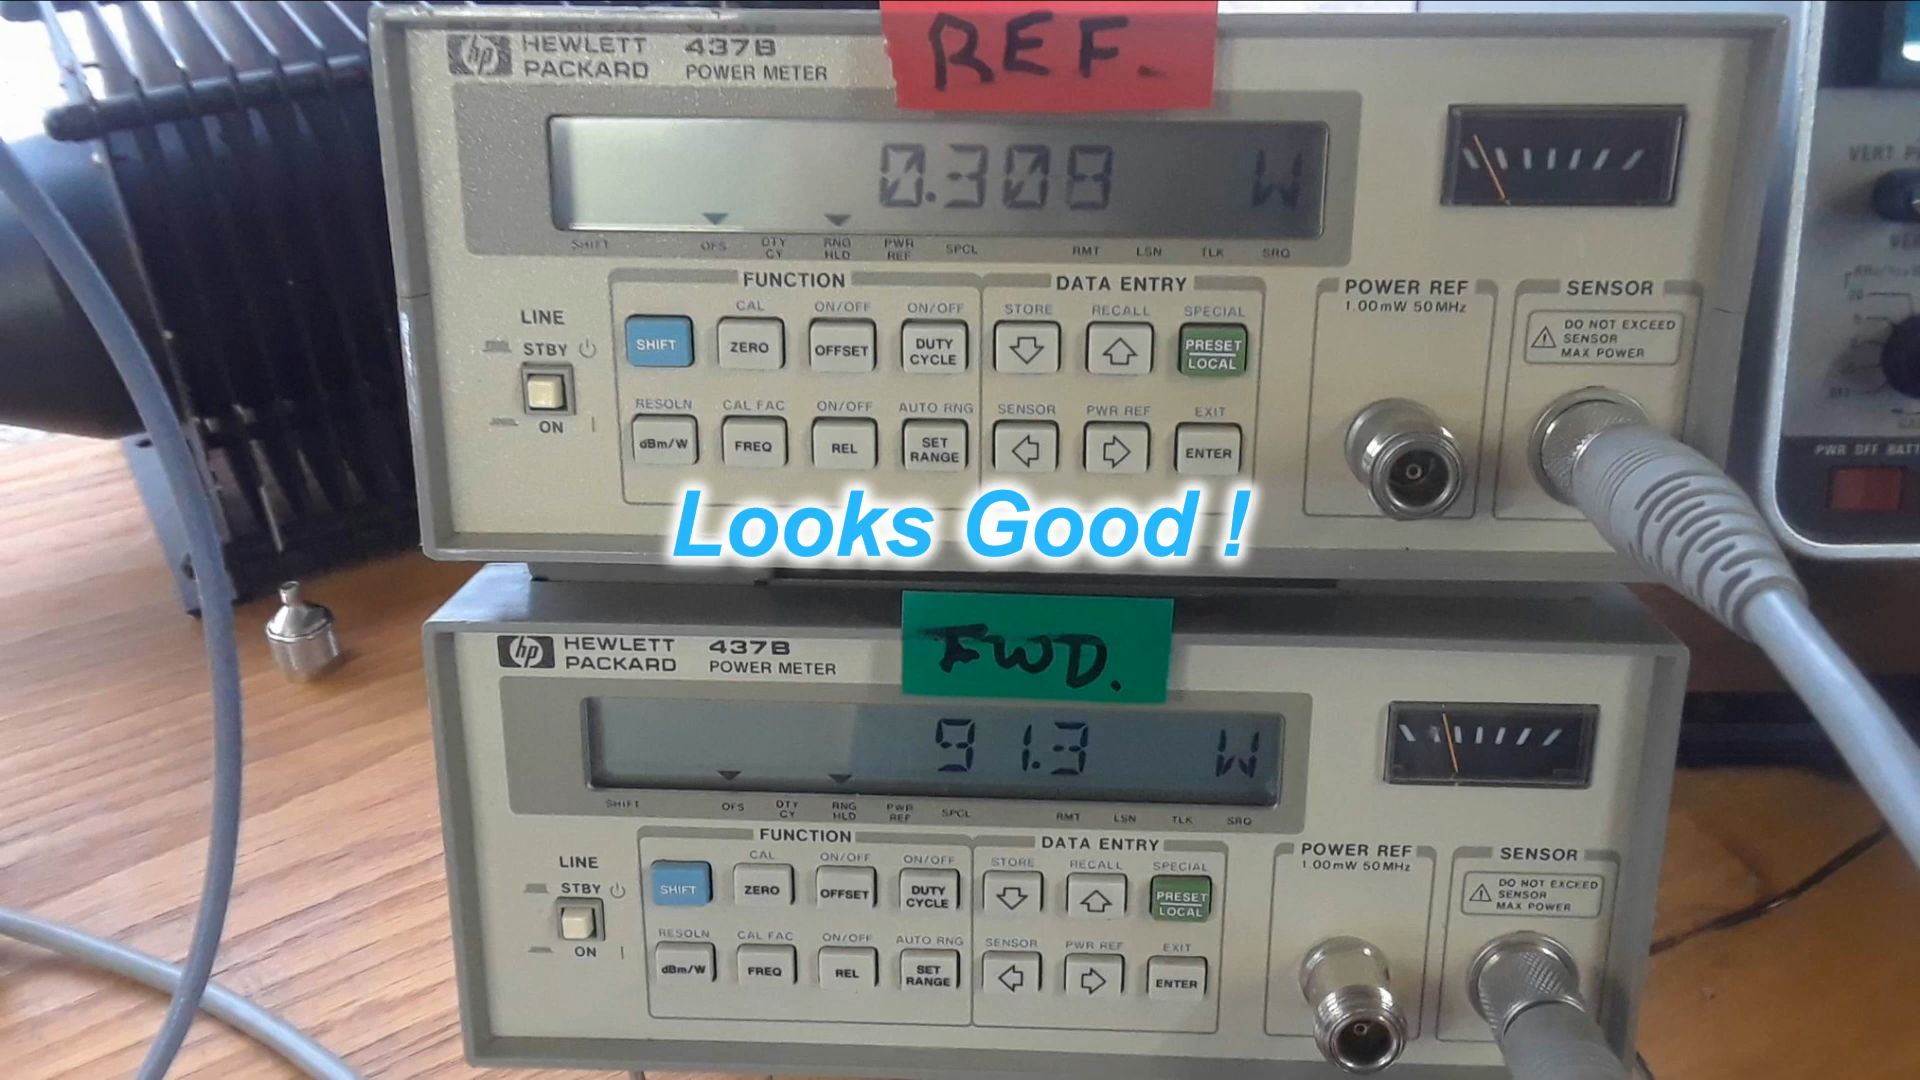 REF.
hp HEWLETT PACKARD 437B POWER METER
0.308 W
SHIFT OFS DTY CY RNG HLD PWR REF SPCL RMT LSN TLK SRQ
FUNCTION DATA ENTRY POWER REF SENSOR
1.00mW 50MHz
CAL ON/OFF ON/OFF STORE RECALL SPECIAL
LINE
STBY
ON
SHIFT ZERO OFFSET DUTY CYCLE PRESET LOCAL
DO NOT EXCEED
SENSOR
MAX POWER
RESOLN CAL FAC ON/OFF AUTO RNG SENSOR PWR REF EXIT
dBm/W FREQ REL SET RANGE ENTER
VERT
PWR OFF BATT
Looks Good !
FWD.
hp HEWLETT PACKARD 437B POWER METER
91.3 W
SHIFT OFS DTY CY RNG HLD PWR REF SPCL RMT LSN TLK SRQ
FUNCTION DATA ENTRY POWER REF SENSOR
1.00mW 50MHz
CAL ON/OFF ON/OFF STORE RECALL SPECIAL
LINE
STBY
ON
SHIFT ZERO OFFSET DUTY CYCLE PRESET LOCAL
DO NOT EXCEED
SENSOR
MAX POWER
RESOLN CAL FAC ON/OFF AUTO RNG SENSOR PWR REF EXIT
dBm/W FREQ REL SET RANGE ENTER